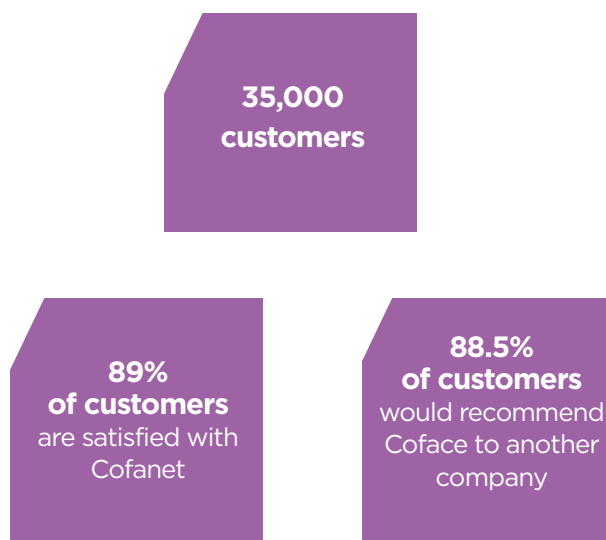 35,000
customers
89%
of customers
are satisfied with
Cofanet
88.5%
of customers
would recommend
Coface to another
company